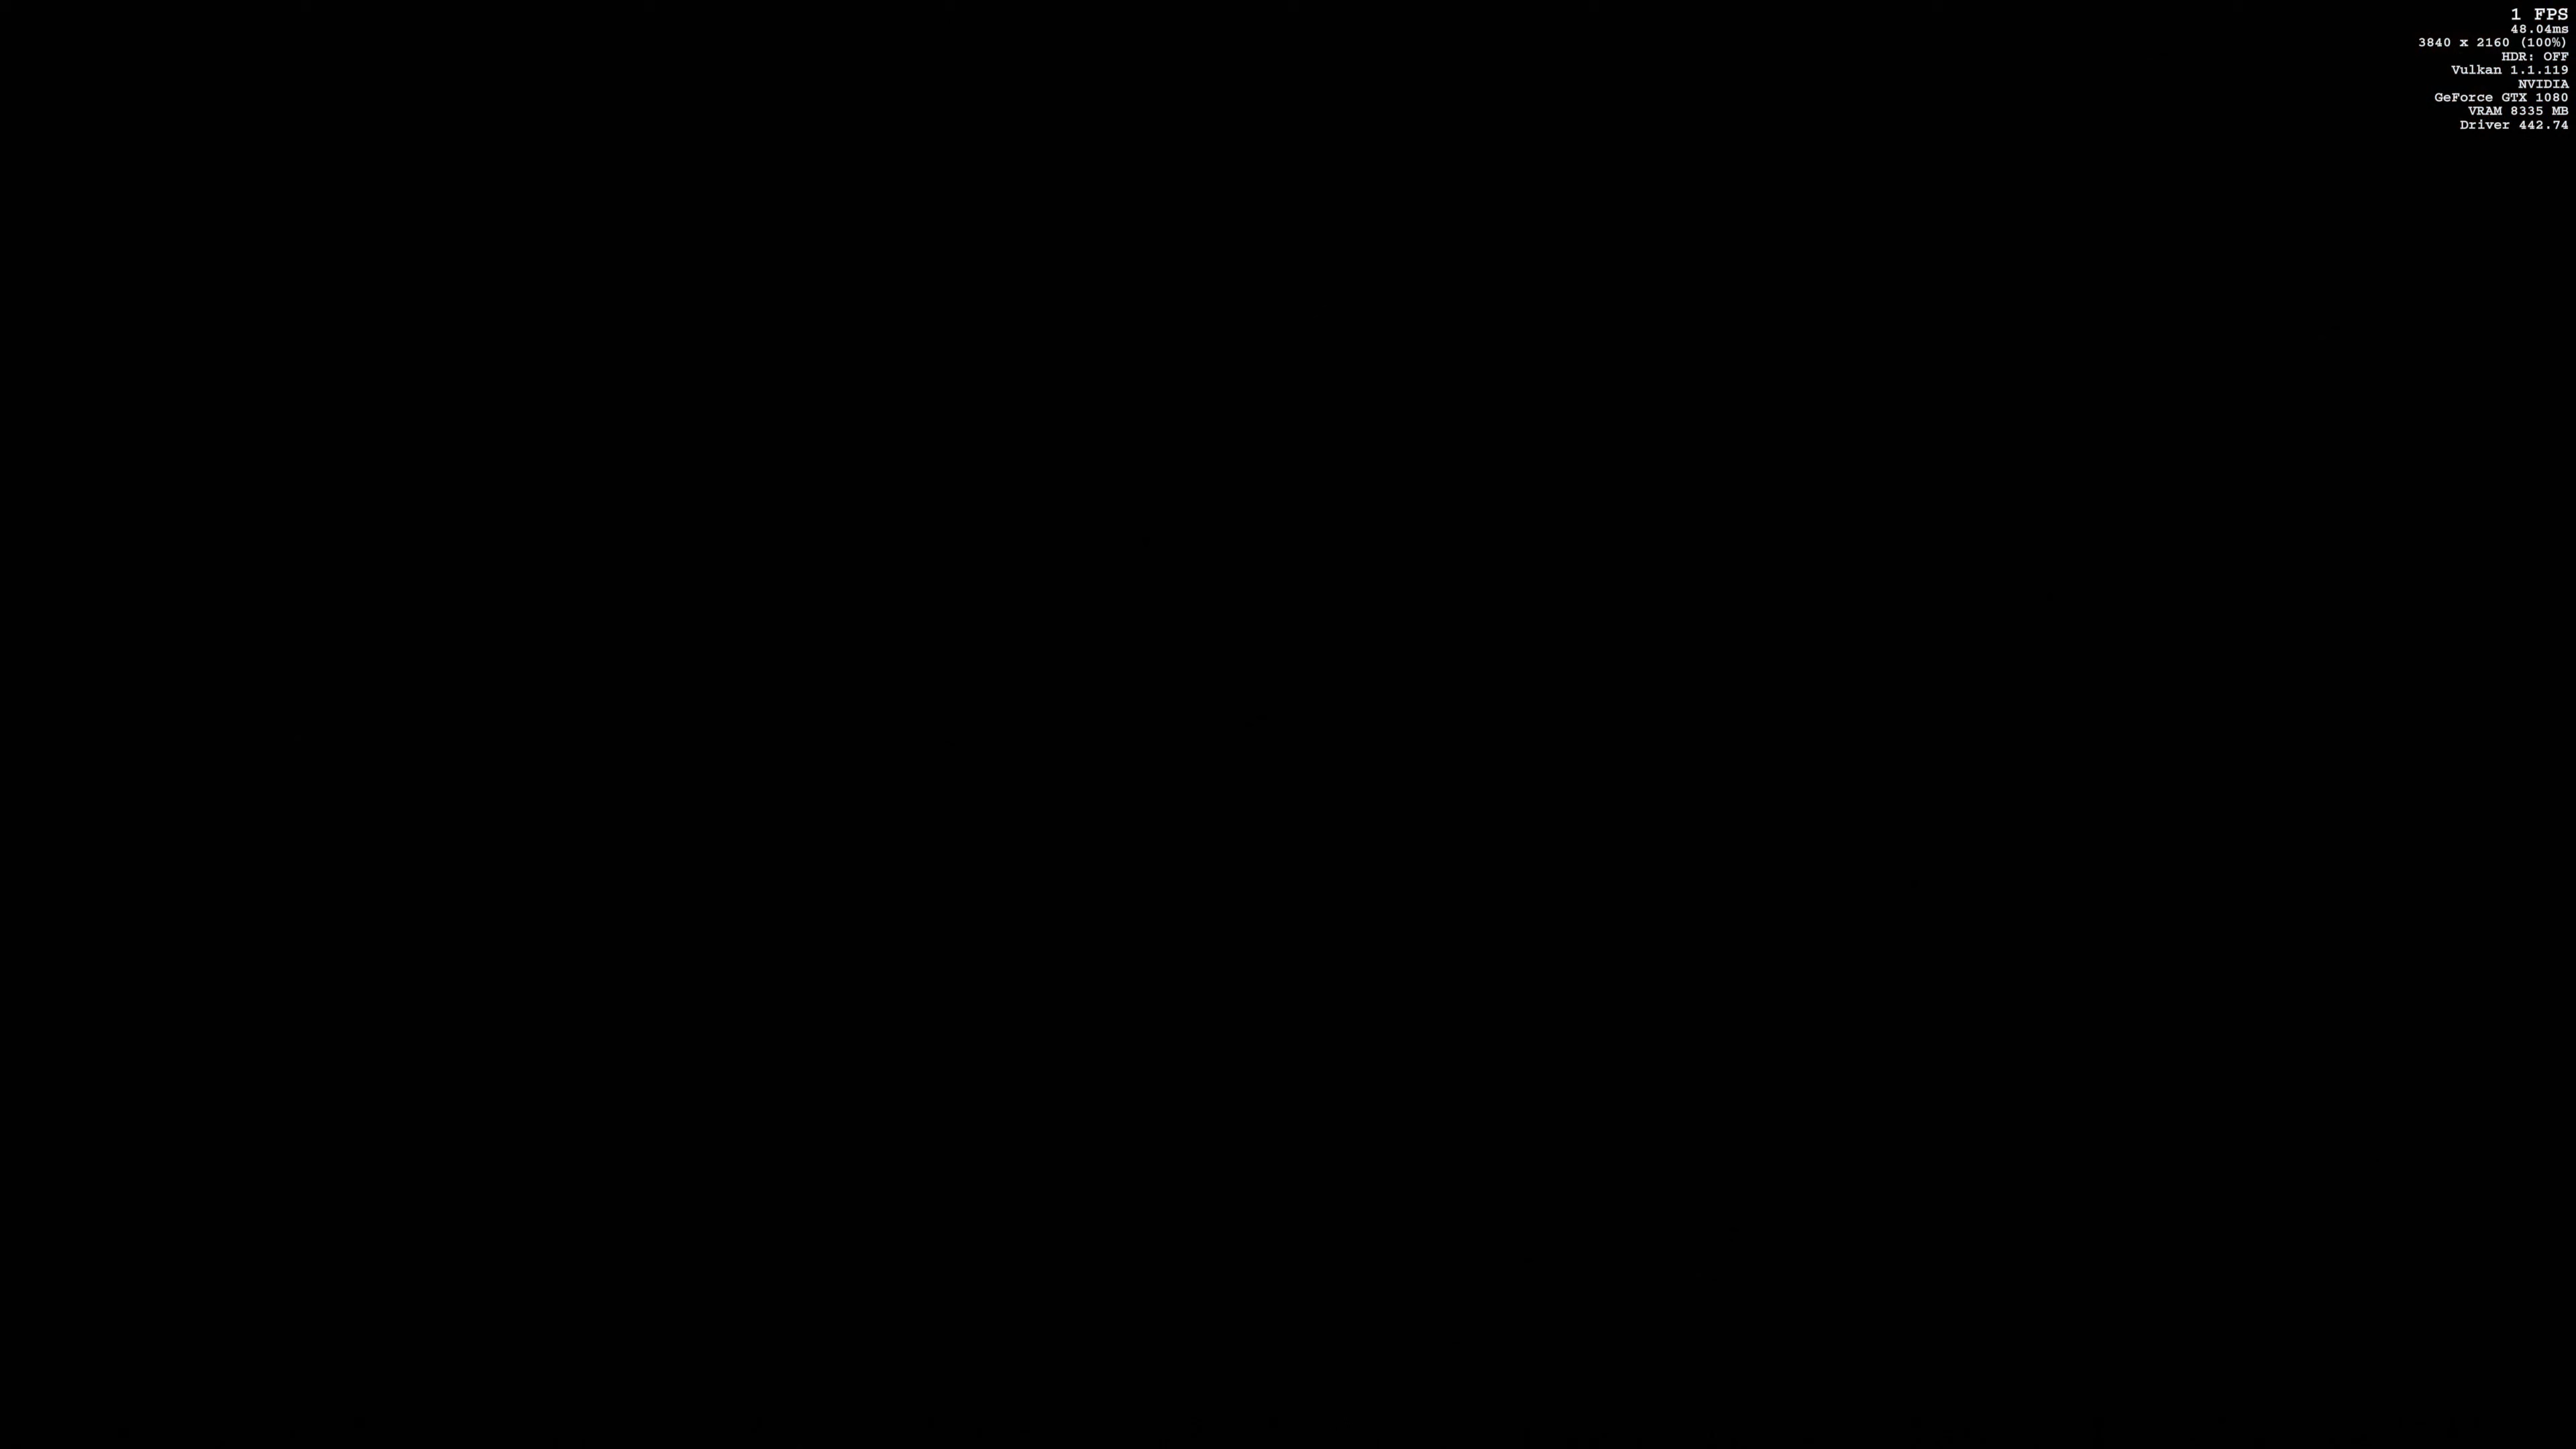 1 FPS
48.04ms
3840 x 2160 (100%)
HDR: OFF
Vulkan 1.1.119
NVIDIA
GeForce GTX 1080
VRAM 8335 MB
Driver 442.74